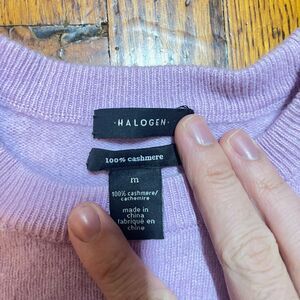 ·HALOGEN·
100% cashmere
m
100% cashmere/
cachemire
made in
china
fabriqué en
chine